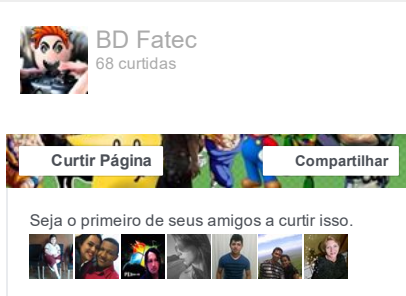 BD Fatec
68 curtidas
Curtir Página
Compartilhar
Seja o primeiro de seus amigos a curtir isso.